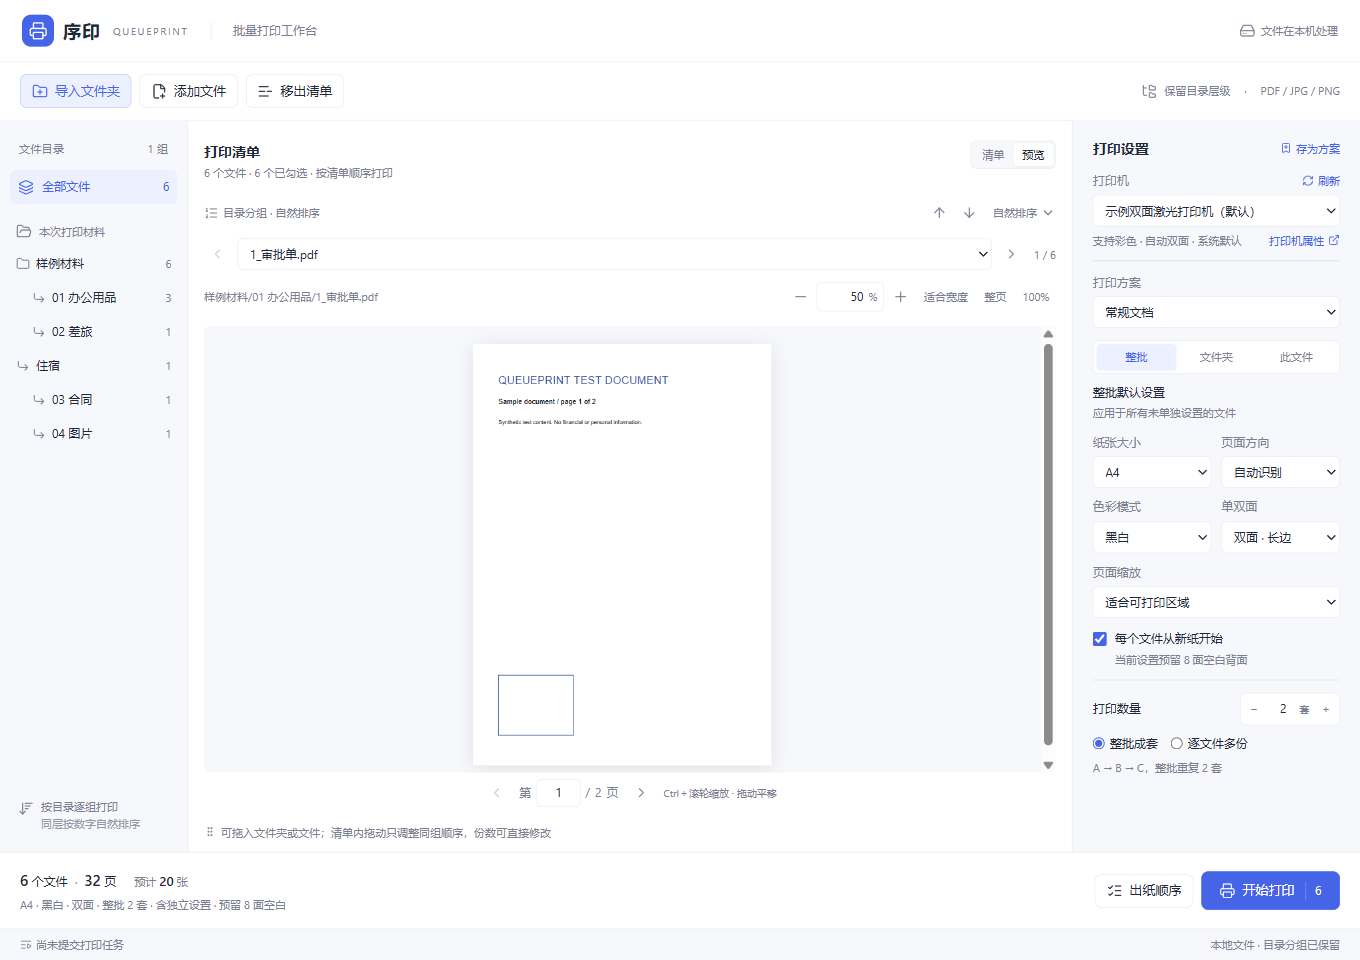 序印 QUEUEPRINT 批量打印工作台 文件在本机处理
导入文件夹 添加文件 移出清单 保留目录层级 · PDF / JPG / PNG
文件目录 1 组
全部文件 6
本次打印材料
样例材料 6
01 办公用品 3
02 差旅 1
住宿 1
03 合同 1
04 图片 1
按目录逐组打印
同层按数字自然排序
打印清单
6 个文件 · 6 个已勾选 · 按清单顺序打印
清单 预览
目录分组 · 自然排序 自然排序
1_审批单.pdf 1 / 6
样例材料/01 办公用品/1_审批单.pdf 50 % 适合宽度 整页 100%
QUEUEPRINT TEST DOCUMENT
Sample document / page 1 of 2
Synthetic test content. No financial or personal information.
第 1 / 2 页 Ctrl + 滚轮缩放 · 拖动平移
可拖入文件夹或文件；清单内拖动只调整同组顺序，份数可直接修改
打印设置 存为方案
打印机 刷新
示例双面激光打印机（默认）
支持彩色 · 自动双面 · 系统默认 打印机属性
打印方案
常规文档
整批 文件夹 此文件
整批默认设置
应用于所有未单独设置的文件
纸张大小 页面方向
A4 自动识别
色彩模式 单双面
黑白 双面 · 长边
页面缩放
适合可打印区域
每个文件从新纸开始
当前设置预留 8 面空白背面
打印数量 − 2 套 +
整批成套 逐文件多份
A → B → C，整批重复 2 套
6 个文件 · 32 页 预计 20 张
A4 · 黑白 · 双面 · 整批 2 套 · 含独立设置 · 预留 8 面空白
出纸顺序 开始打印 6
尚未提交打印任务 本地文件 · 目录分组已保留